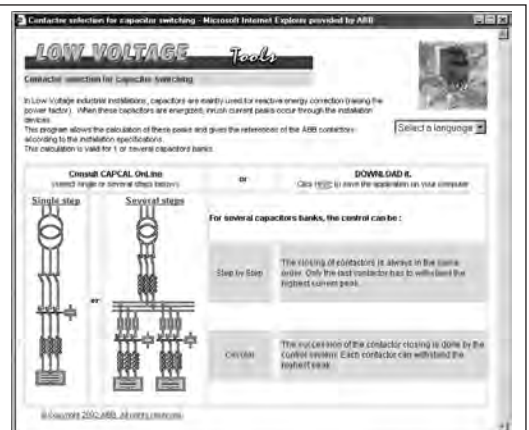 Contactor selection for capacitor switching - Microsoft Internet Explorer provided by ABB
LOW VOLTAGE Tools
Contactor selection for Capacitor Switching
In Low Voltage industrial installations, capacitors are mainly used for reactive energy correction (raising the
power factor). When these capacitors are energized, inrush current peaks occur through the installation
devices.
This program allows the calculation of these peaks and gives the references of the ABB contactors
according to the installation specifications.
This calculation is valid for 1 or several capacitors banks.
Select a language
Consult CAPCAL OnLine
(select single or several steps below)
or
DOWNLOAD it.
Click HERE to save the application on your computer
Single step
Several steps
or
For several capacitors banks, the control can be :
Step by Step
The closing of contactors is always in the same
order. Only the last contactor has to withstand the
highest current peak.
Circular
The succession of the contactor closing is done by the
control system. Each contactor can withstand the
highest peak.
© Copyright 2002 ABB. All rights reserved.